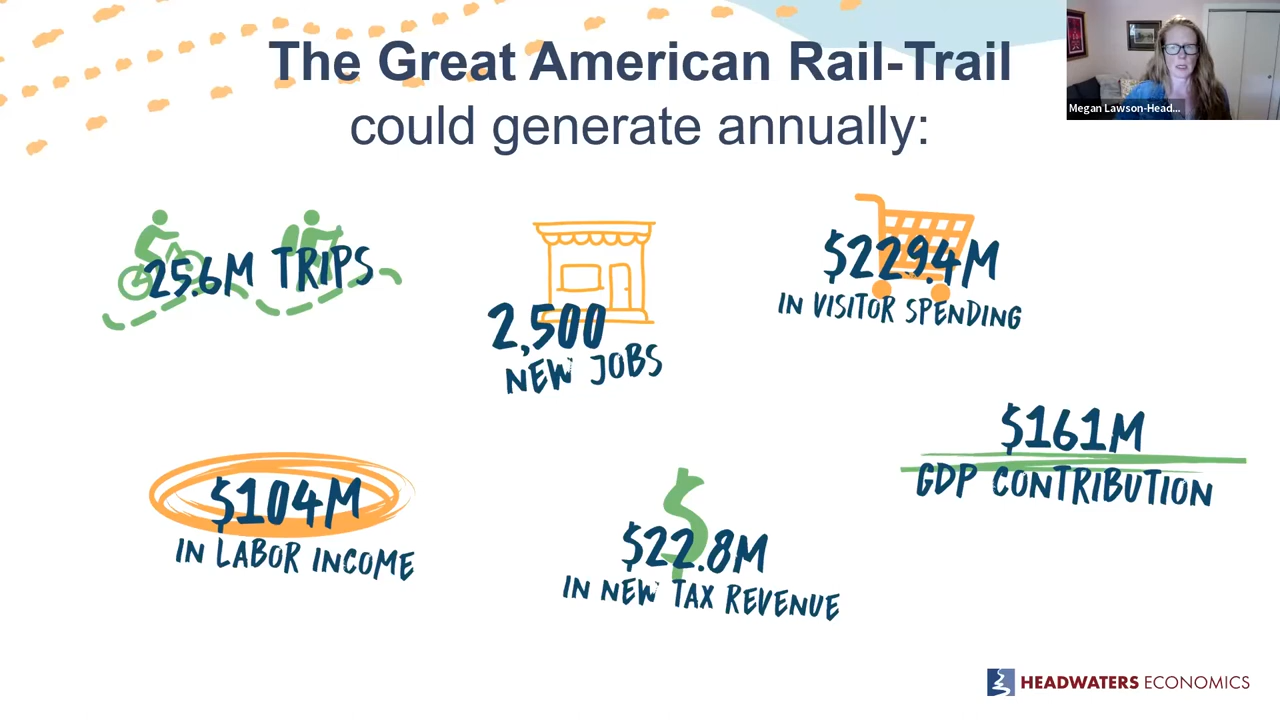 The Great American Rail-Trail
could generate annually:
Megan Lawson-Head...
25.6M TRIPS
2,500
NEW JOBS
$229.4M
IN VISITOR SPENDING
$104M
IN LABOR INCOME
$
$22.8M
IN NEW TAX REVENUE
$161M
GDP CONTRIBUTION
HEADWATERS ECONOMICS